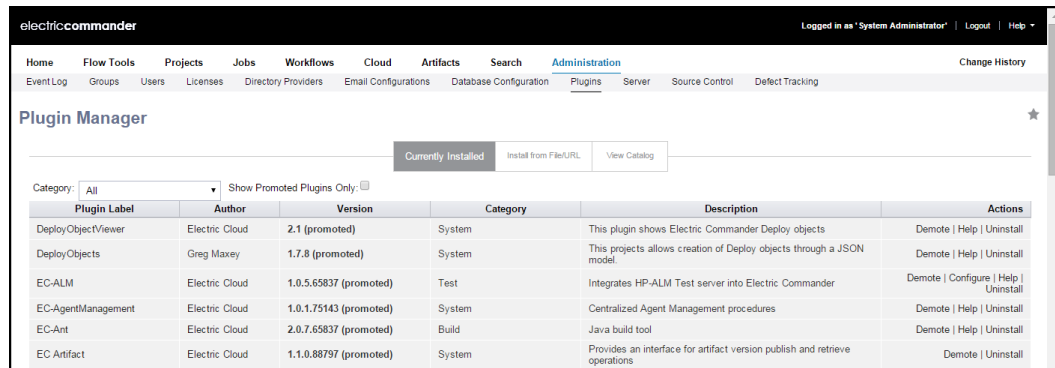 electriccommander Logged in as 'System Administrator' | Logout | Help
Home Flow Tools Projects Jobs Workflows Cloud Artifacts Search Administration Change History
Event Log Groups Users Licenses Directory Providers Email Configurations Database Configuration Plugins Server Source Control Defect Tracking
Plugin Manager
Currently Installed Install from File/URL View Catalog
Category: All Show Promoted Plugins Only:
Plugin Label Author Version Category Description Actions
DeployObjectViewer Electric Cloud 2.1 (promoted) System This plugin shows Electric Commander Deploy objects Demote | Help | Uninstall
DeployObjects Greg Maxey 1.7.8 (promoted) System This projects allows creation of Deploy objects through a JSON model. Demote | Help | Uninstall
EC-ALM Electric Cloud 1.0.5.65837 (promoted) Test Integrates HP-ALM Test server into Electric Commander Demote | Configure | Help | Uninstall
EC-AgentManagement Electric Cloud 1.0.1.75143 (promoted) System Centralized Agent Management procedures Demote | Help | Uninstall
EC-Ant Electric Cloud 2.0.7.65837 (promoted) Build Java build tool Demote | Help | Uninstall
EC Artifact Electric Cloud 1.1.0.88797 (promoted) System Provides an interface for artifact version publish and retrieve operations Demote | Uninstall